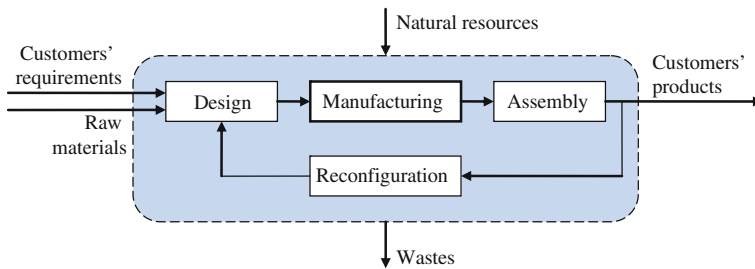 Natural resources
Customers’
requirements
Customers’
products
Design
Manufacturing
Assembly
Raw
materials
Reconfiguration
Wastes